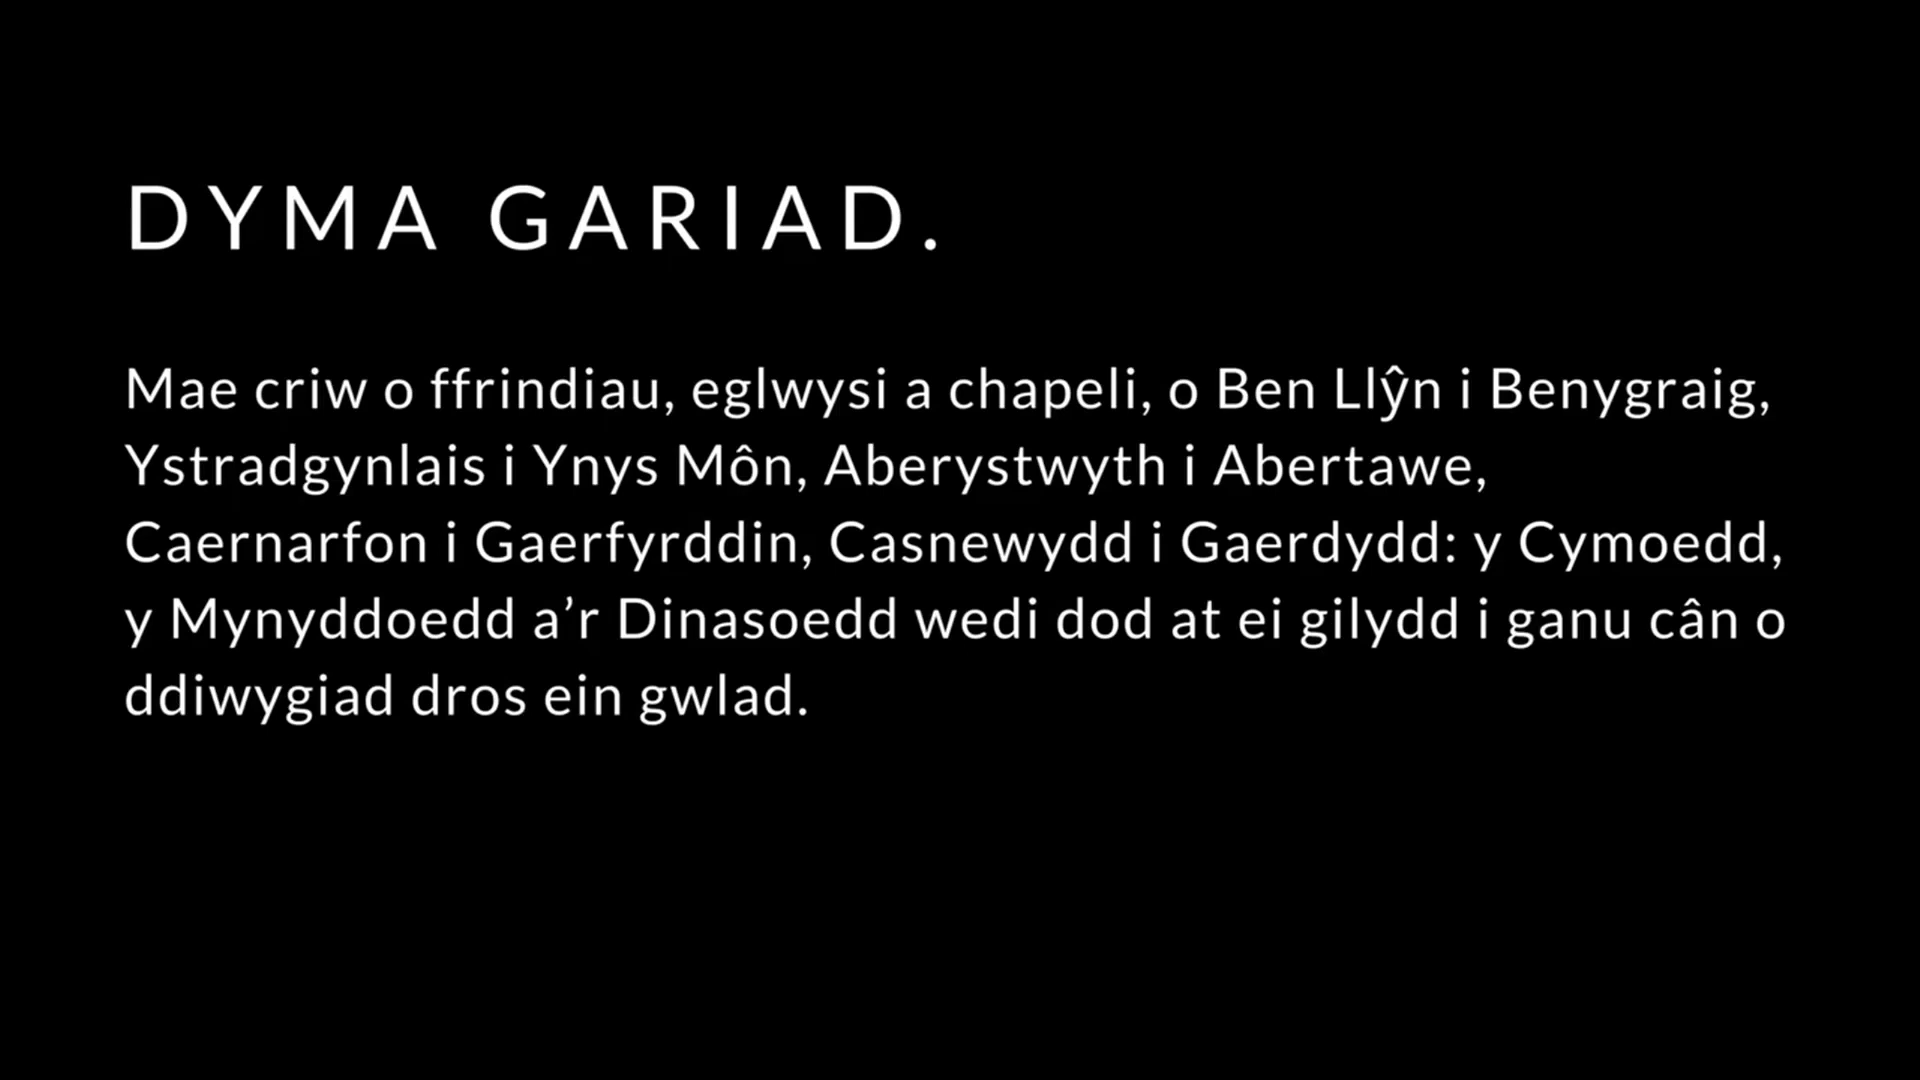 DYMA GARIAD.
Mae criw o ffrindiau, eglwysi a chapeli, o Ben Llŷn i Benygraig,
Ystradgynlais i Ynys Môn, Aberystwyth i Abertawe,
Caernarfon i Gaerfyrddin, Casnewydd i Gaerdydd: y Cymoedd,
y Mynyddoedd a’r Dinasoedd wedi dod at ei gilydd i ganu cân o
ddiwygiad dros ein gwlad.